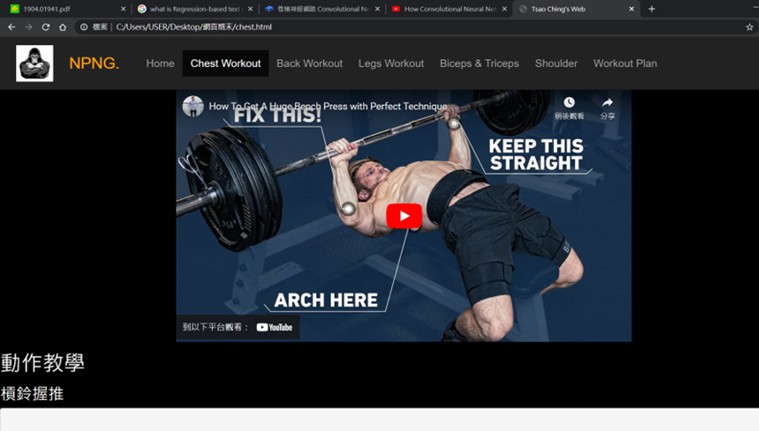 1904.01941.pdf
what is Regression-based text
卷積神經網路 Convolutional Ne
How Convolutional Neural Net
Tsao Ching's Web
檔案 | C:/Users/USER/Desktop/網頁期末/chest.html
NPNG.
Home
Chest Workout
Back Workout
Legs Workout
Biceps & Triceps
Shoulder
Workout Plan
How To Get A Huge Bench Press with Perfect Technique
稍後觀看
分享
FIX THIS!
KEEP THIS
STRAIGHT
ARCH HERE
到以下平台觀看：
YouTube
動作教學
槓鈴握推